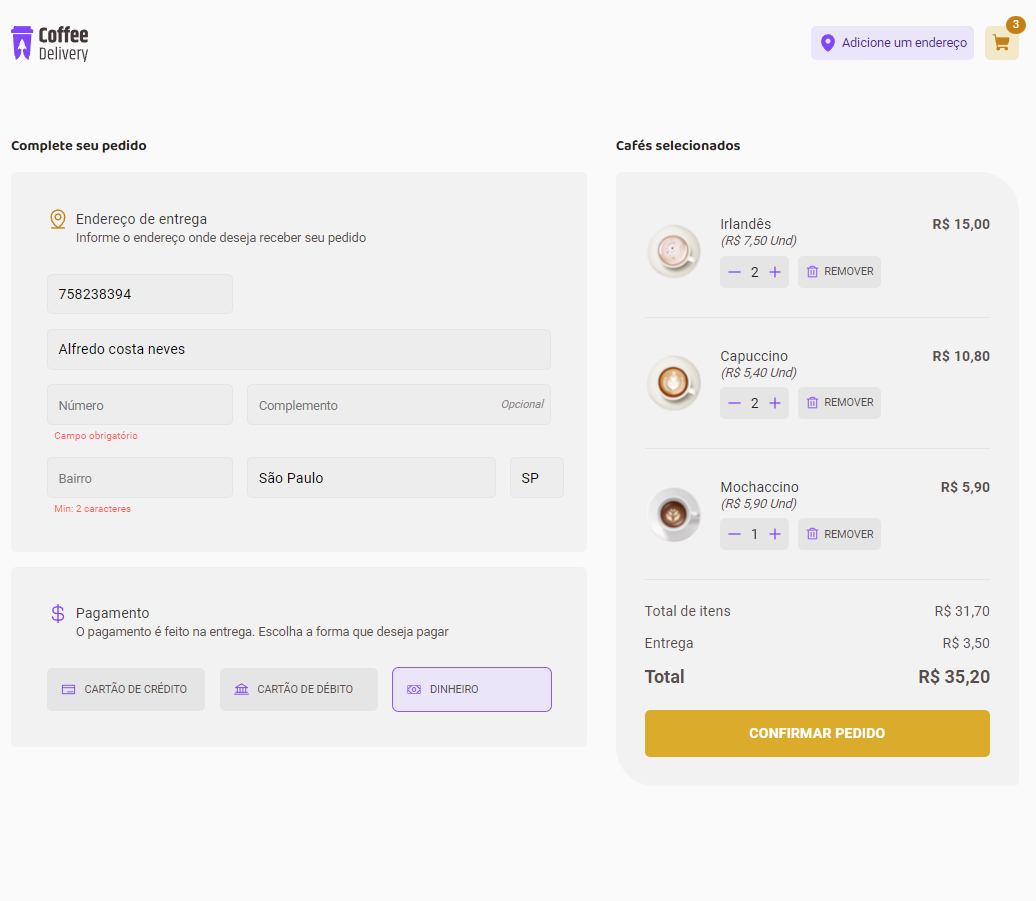 Coffee
Delivery
Adicione um endereço
3
Complete seu pedido
Endereço de entrega
Informe o endereço onde deseja receber seu pedido
758238394
Alfredo costa neves
Número
Complemento
Opcional
Campo obrigatório
Bairro
São Paulo
SP
Min: 2 caracteres
Pagamento
O pagamento é feito na entrega. Escolha a forma que deseja pagar
CARTÃO DE CRÉDITO
CARTÃO DE DÉBITO
DINHEIRO
Cafés selecionados
Irlandês
R$ 15,00
(R$ 7,50 Und)
2
REMOVER
Capuccino
R$ 10,80
(R$ 5,40 Und)
2
REMOVER
Mochaccino
R$ 5,90
(R$ 5,90 Und)
1
REMOVER
Total de itens
R$ 31,70
Entrega
R$ 3,50
Total
R$ 35,20
CONFIRMAR PEDIDO